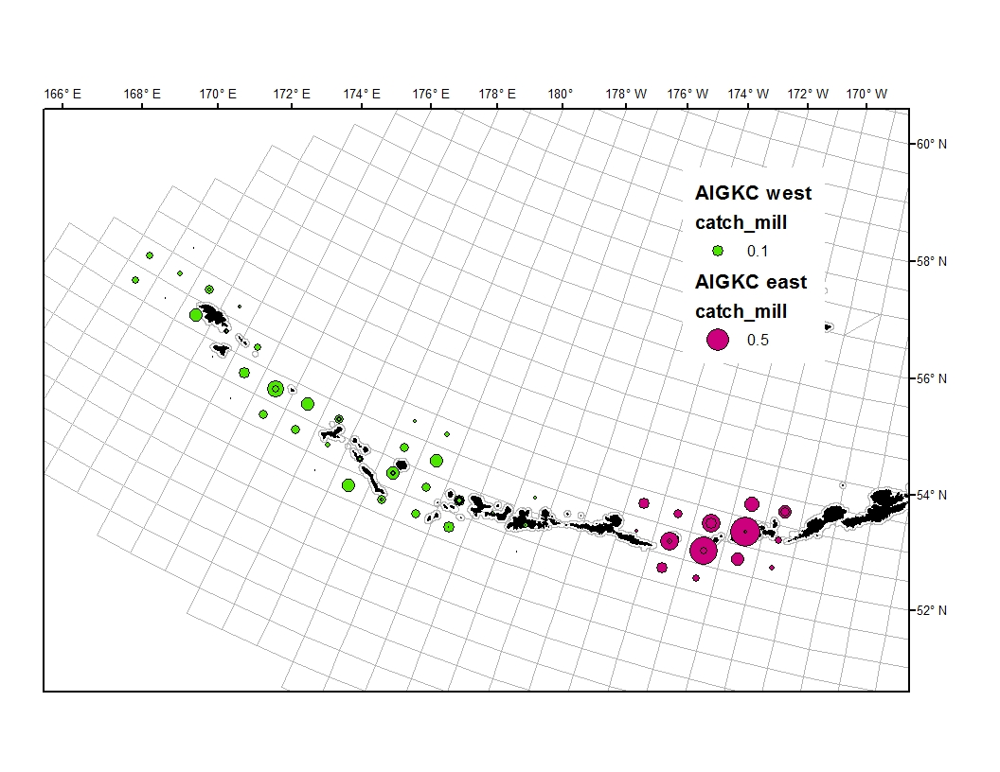 166° E 168° E 170° E 172° E 174° E 176° E 178° E 180° 178° W 176° W 174° W 172° W 170° W
60° N
AIGKC west
catch_mill
0.1
58° N
AIGKC east
catch_mill
0.5
56° N
54° N
52° N